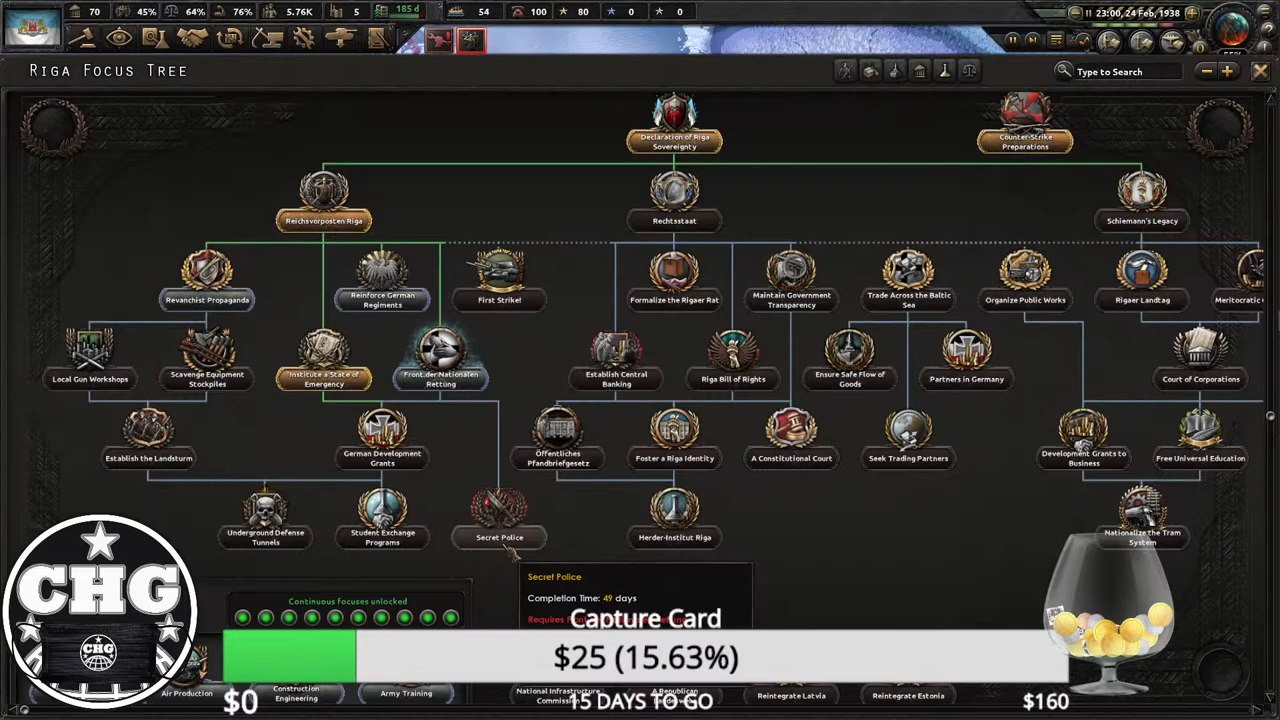 70 45% 64% 76% 5.76K 5 185 d 54 100 80 0 0 23:00, 24 Feb, 1938
RIGA FOCUS TREE
Type to Search
Declaration of Riga
Sovereignty
Counter-Strike
Preparations
Reichsvorposten Riga
Rechtsstaat
Schiemann's Legacy
Revanchist Propaganda
Reinforce German
Regiments
First Strike!
Formalize the Rigaer Rat
Maintain Government
Transparency
Trade Across the Baltic
Sea
Organize Public Works
Rigaer Landtag
Meritocratic
Local Gun Workshops
Scavenge Equipment
Stockpiles
Institute a State of
Emergency
Front der Nationalen
Rettung
Establish Central
Banking
Riga Bill of Rights
Ensure Safe Flow of
Goods
Partners in Germany
Court of Corporations
Establish the Landsturm
German Development
Grants
Öffentliches
Pfandbriefgesetz
Foster a Riga Identity
A Constitutional Court
Seek Trading Partners
Development Grants to
Business
Free Universal Education
Underground Defense
Tunnels
Student Exchange
Programs
Secret Police
Herder-Institut Riga
Nationalize the Tram
System
Secret Police
Completion Time: 49 days
Continuous focuses unlocked
CHG
CHG
Capture Card
$25 (15.63%)
$0
15 DAYS TO GO
$160
Air Production
Construction
Engineering
Army Training
National Infrastructure
Reintegrate Latvia
Reintegrate Estonia